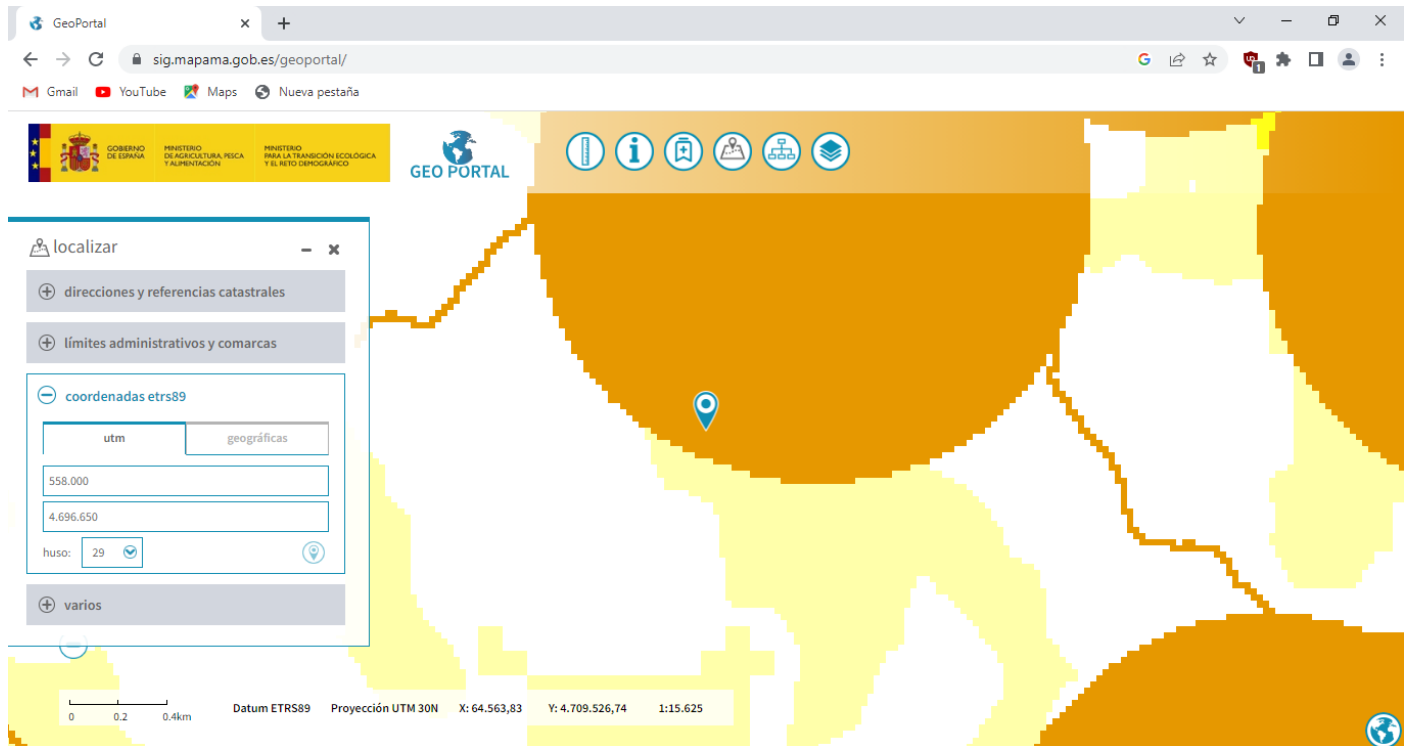 GeoPortal
sig.mapama.gob.es/geoportal/
G
1
Gmail YouTube Maps Nueva pestaña
GOBIERNO DE ESPAÑA
MINISTERIO DE AGRICULTURA, PESCA Y ALIMENTACIÓN
MINISTERIO PARA LA TRANSICIÓN ECOLÓGICA Y EL RETO DEMOGRÁFICO
GEO PORTAL
localizar
direcciones y referencias catastrales
límites administrativos y comarcas
coordenadas etrs89
utm geográficas
558.000
4.696.650
huso: 29
varios
0 0.2 0.4km
Datum ETRS89 Proyección UTM 30N X: 64.563,83 Y: 4.709.526,74 1:15.625